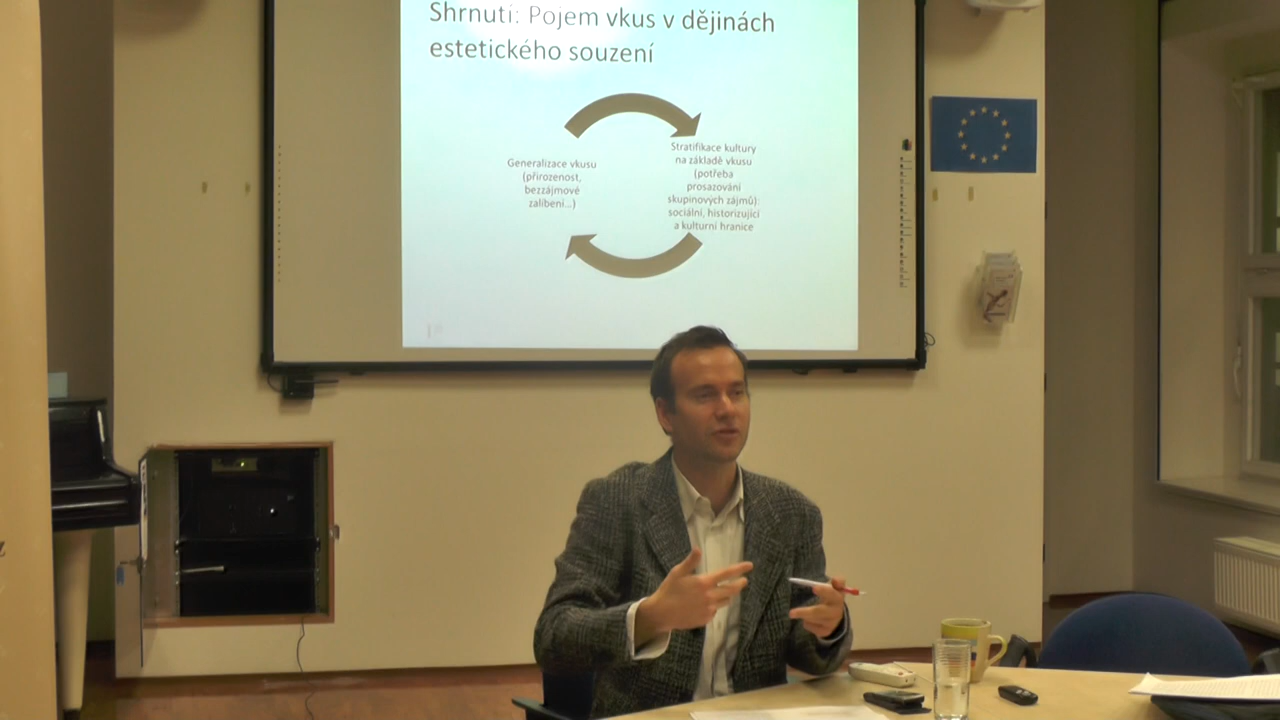 Shrnutí: Pojem vkus v dějinách
estetického souzení
Generalizace vkusu
(přirozenost,
bezzájmové
zalíbení...)
Stratifikace kultury
na základě vkusu
(potřeba
prosazování
skupinových zájmů):
sociální, historizující
a kulturní hranice
z